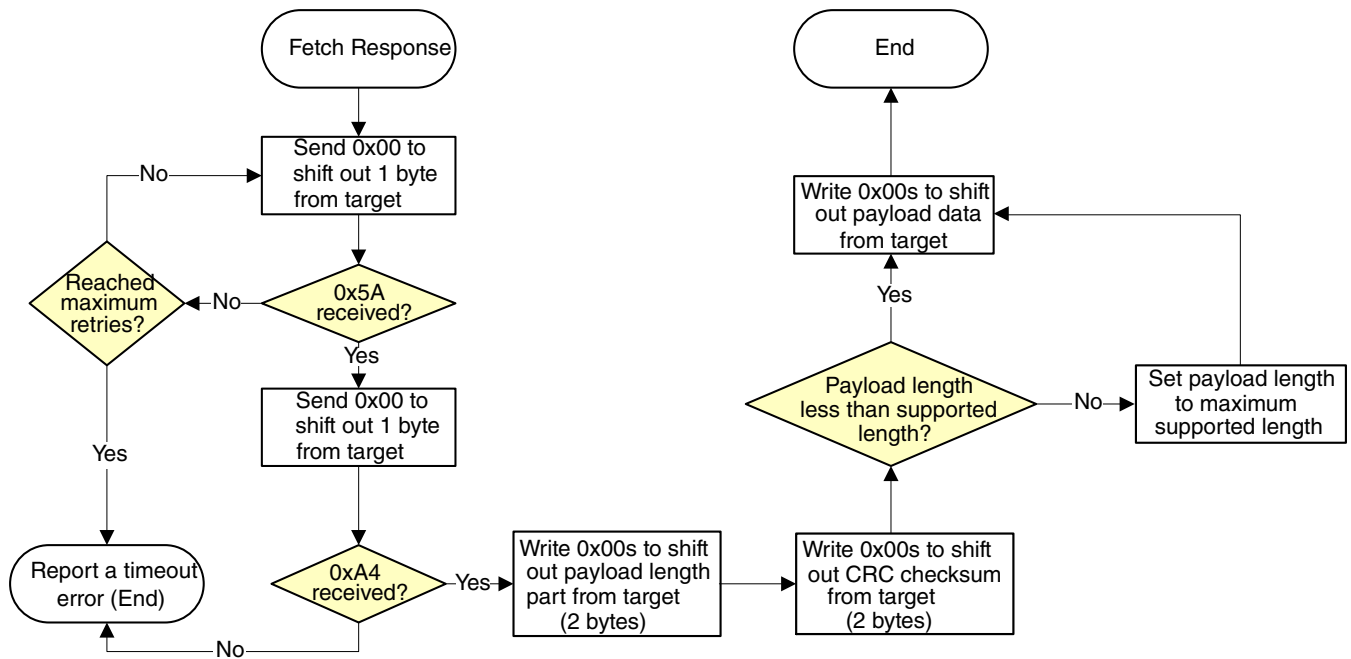 Fetch Response
Send 0x00 to
shift out 1 byte
from target
No
Reached
maximum
retries?
No
0x5A
received?
Yes
Send 0x00 to
shift out 1 byte
from target
Yes
Report a timeout
error (End)
0xA4
received?
No
Yes
Write 0x00s to shift
out payload length
part from target
(2 bytes)
Write 0x00s to shift
out CRC checksum
from target
(2 bytes)
Payload length
less than supported
length?
No
Set payload length
to maximum
supported length
Yes
Write 0x00s to shift
out payload data
from target
End